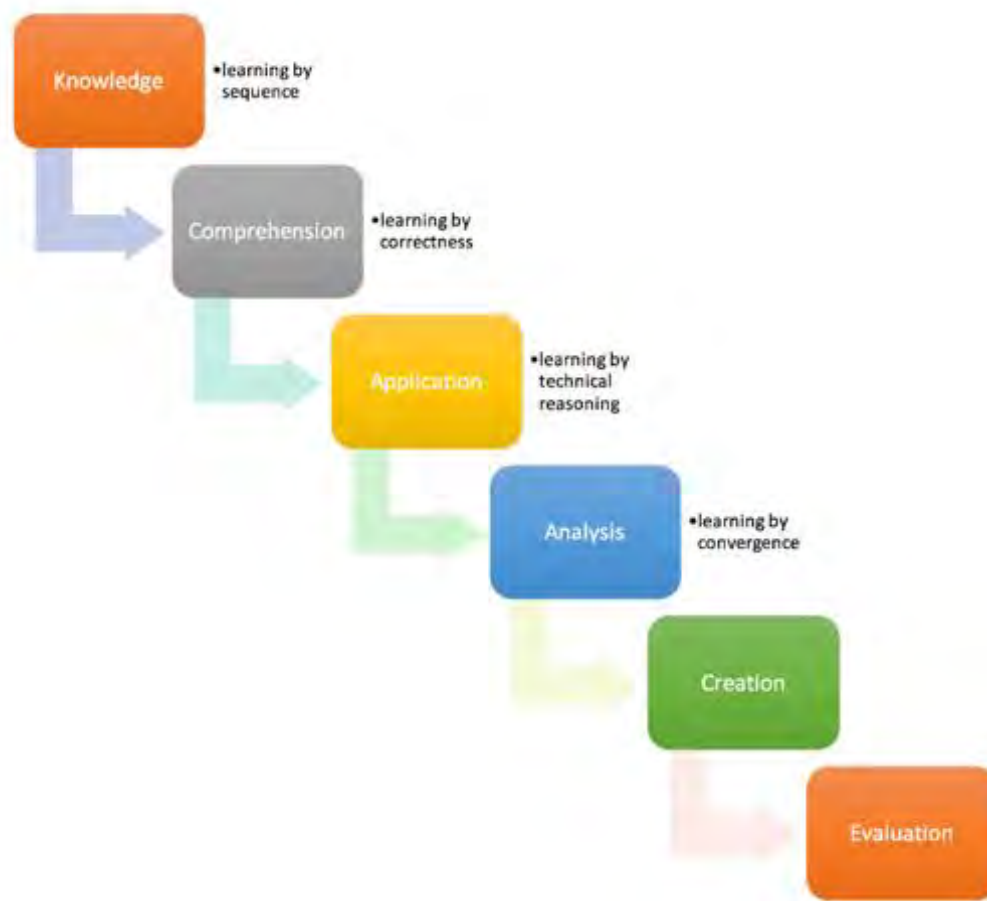 Knowledge
•learning by
sequence
Comprehension
•learning by
correctness
Application
•learning by
technical
reasoning
Analysis
•learning by
convergence
Creation
Evaluation